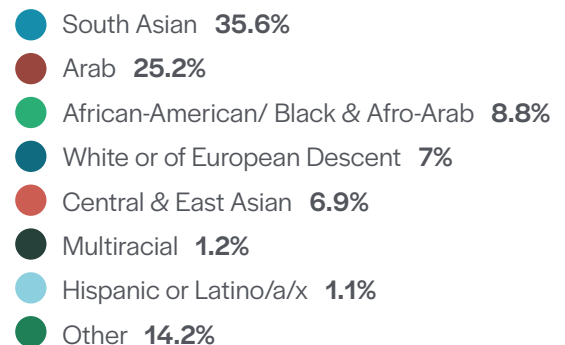 South Asian 35.6%
Arab 25.2%
African-American/ Black & Afro-Arab 8.8%
White or of European Descent 7%
Central & East Asian 6.9%
Multiracial 1.2%
Hispanic or Latino/a/x 1.1%
Other 14.2%